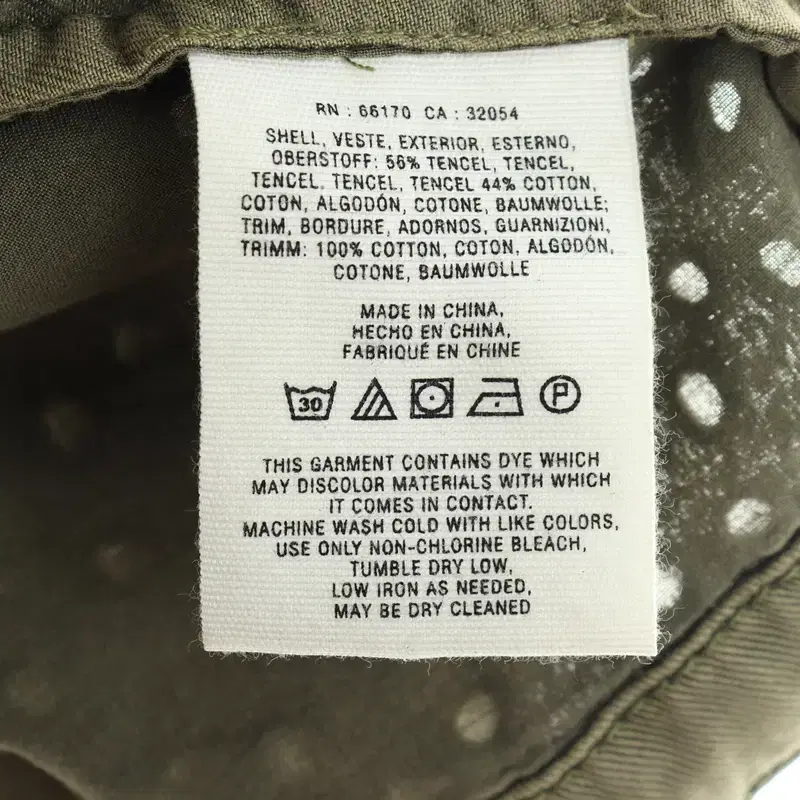 RN : 66170 CA : 32054
SHELL, VESTE, EXTERIOR, ESTERNO,
OBERSTOFF: 56% TENCEL, TENCEL,
TENCEL. TENCEL, TENCEL 44% COTTON,
COTON, ALGODÓN, COTONE, BAUMWOLLE;
TRIM, BORDURE, ADORNOS, GUARNIZIONI,
TRIMM: 100% COTTON, COTON, ALGODÓN,
COTONE, BAUMWOLLE
MADE IN CHINA,
HECHO EN CHINA,
FABRIQUÉ EN CHINE
30 P
THIS GARMENT CONTAINS DYE WHICH
MAY DISCOLOR MATERIALS WITH WHICH
IT COMES IN CONTACT.
MACHINE WASH COLD WITH LIKE COLORS,
USE ONLY NON-CHLORINE BLEACH,
TUMBLE DRY LOW,
LOW IRON AS NEEDED,
MAY BE DRY CLEANED